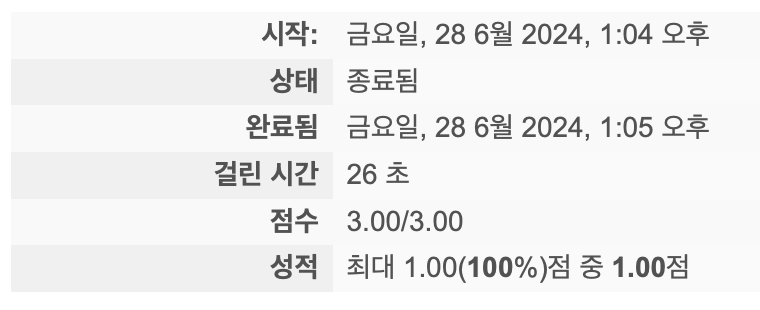 시작: 금요일, 28 6월 2024, 1:04 오후
상태 종료됨
완료됨 금요일, 28 6월 2024, 1:05 오후
걸린 시간 26 초
점수 3.00/3.00
성적 최대 1.00(100%)점 중 1.00점